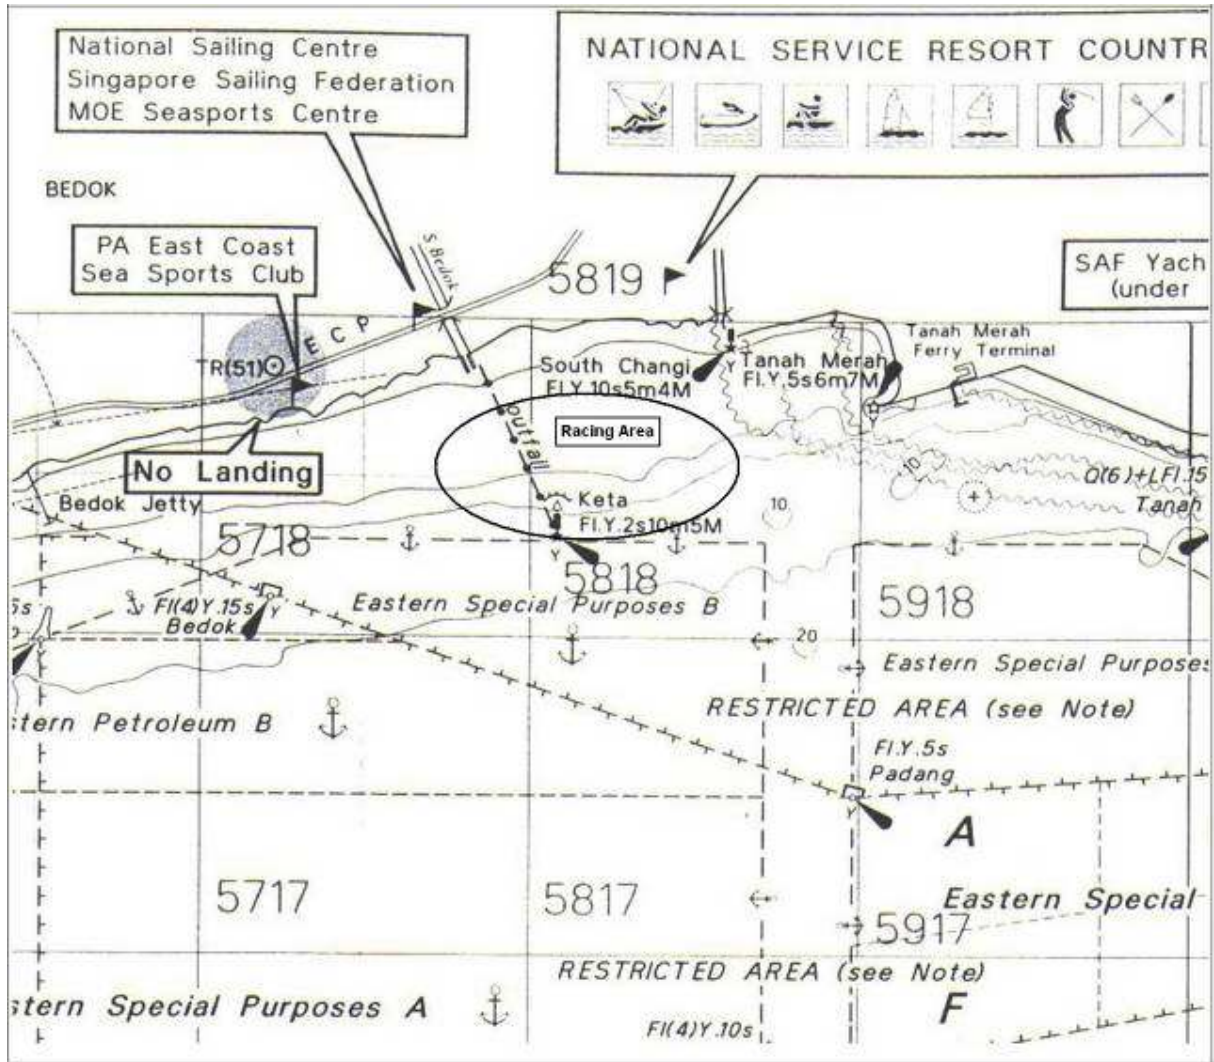 National Sailing Centre
Singapore Sailing Federation
MOE Seasports Centre
NATIONAL SERVICE RESORT COUNTR
BEDOK
PA East Coast
Sea Sports Club
S. Bedok
5819
SAF Yach
(under
E C P
TR(51)
South Changi
Fl.Y.10s5m4M
Y
Tanah Merah
Fl.Y.5s6m7M
Tanah Merah
Ferry Terminal
outfall
Racing Area
No Landing
Bedok Jetty
Keta
Fl.Y.2s10m5M
Y
10
10
Q(6)+LFl.15
Tanah
5718
5818
5918
Fl(4)Y.15s
Bedok
Y
Eastern Special Purposes B
20
Eastern Special Purposes
RESTRICTED AREA (see Note)
stern Petroleum B
Fl.Y.5s
Padang
Y
A
5717
5817
Eastern Special
5917
RESTRICTED AREA (see Note)
F
stern Special Purposes A
Fl(4)Y.10s